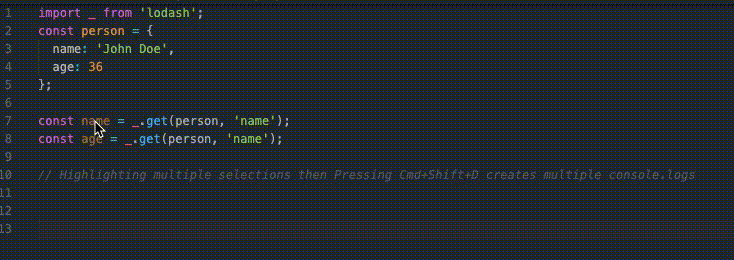 1 import _ from 'lodash';
2 const person = {
3 name: 'John Doe',
4 age: 36
5 };
6
7 const name = _.get(person, 'name');
8 const age = _.get(person, 'name');
9
10 // Highlighting multiple selections then Pressing Cmd+Shift+D creates multiple console.logs
11
12
13